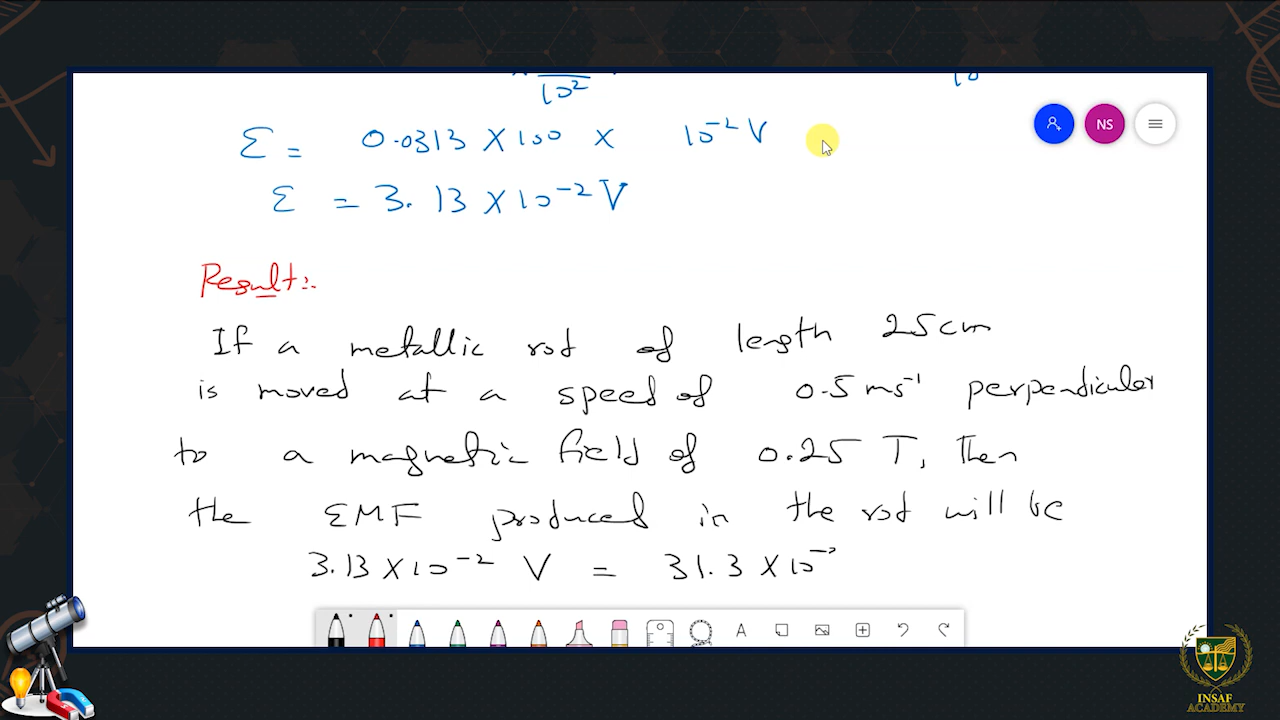 10²
ε = 0.0313 × 100 × 10⁻² V
ε = 3.13 × 10⁻² V
NS
Result:-
If a metallic rod of length 25cm
is moved at a speed of 0.5 ms⁻¹ perpendicular
to a magnetic field of 0.25 T, Then
the EMF produced in the rod will be
3.13 × 10⁻² V = 31.3 × 10
A
INSAF
ACADEMY